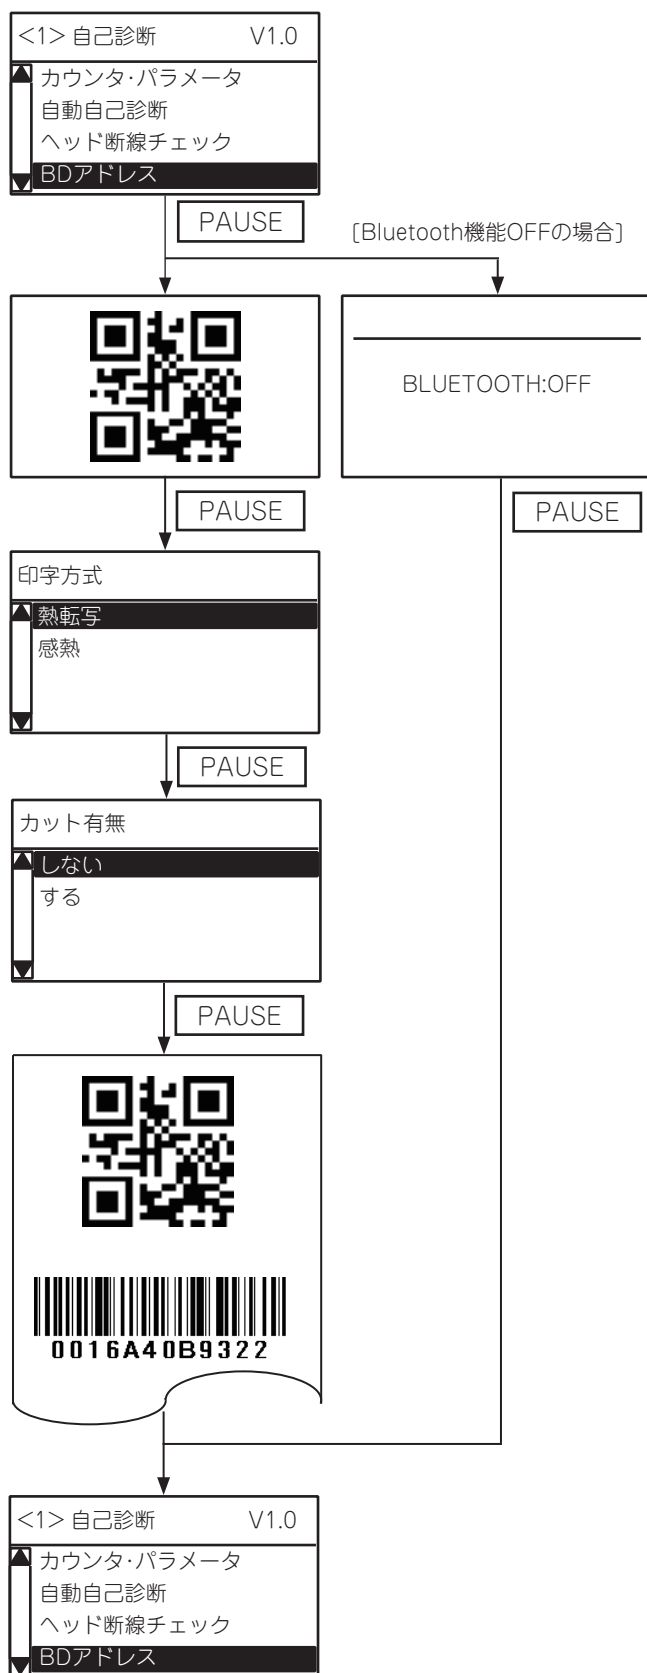 <1> 自己診断 V1.0
カウンタ･パラメータ
自動自己診断
ヘッド断線チェック
BDアドレス
PAUSE
[Bluetooth機能OFFの場合]
BLUETOOTH:OFF
PAUSE
PAUSE
印字方式
熱転写
感熱
PAUSE
カット有無
しない
する
PAUSE
0016A40B9322
<1> 自己診断 V1.0
カウンタ･パラメータ
自動自己診断
ヘッド断線チェック
BDアドレス